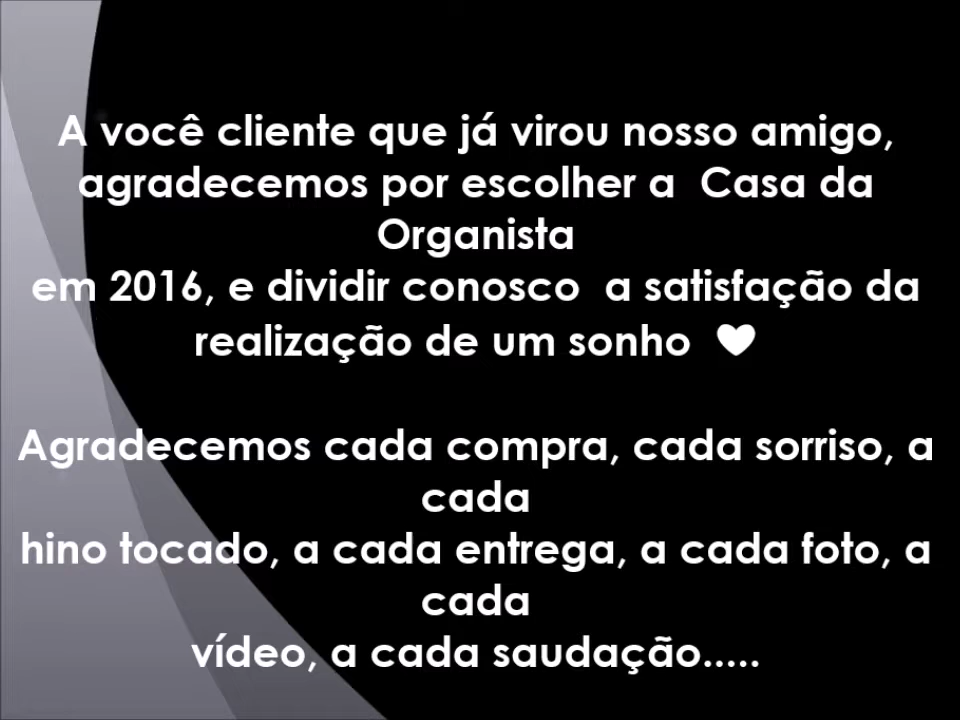 A você cliente que já virou nosso amigo,
agradecemos por escolher a  Casa da
Organista
em 2016, e dividir conosco  a satisfação da
realização de um sonho  ♥
Agradecemos cada compra, cada sorriso, a
cada
hino tocado, a cada entrega, a cada foto, a
cada
vídeo, a cada saudação.....